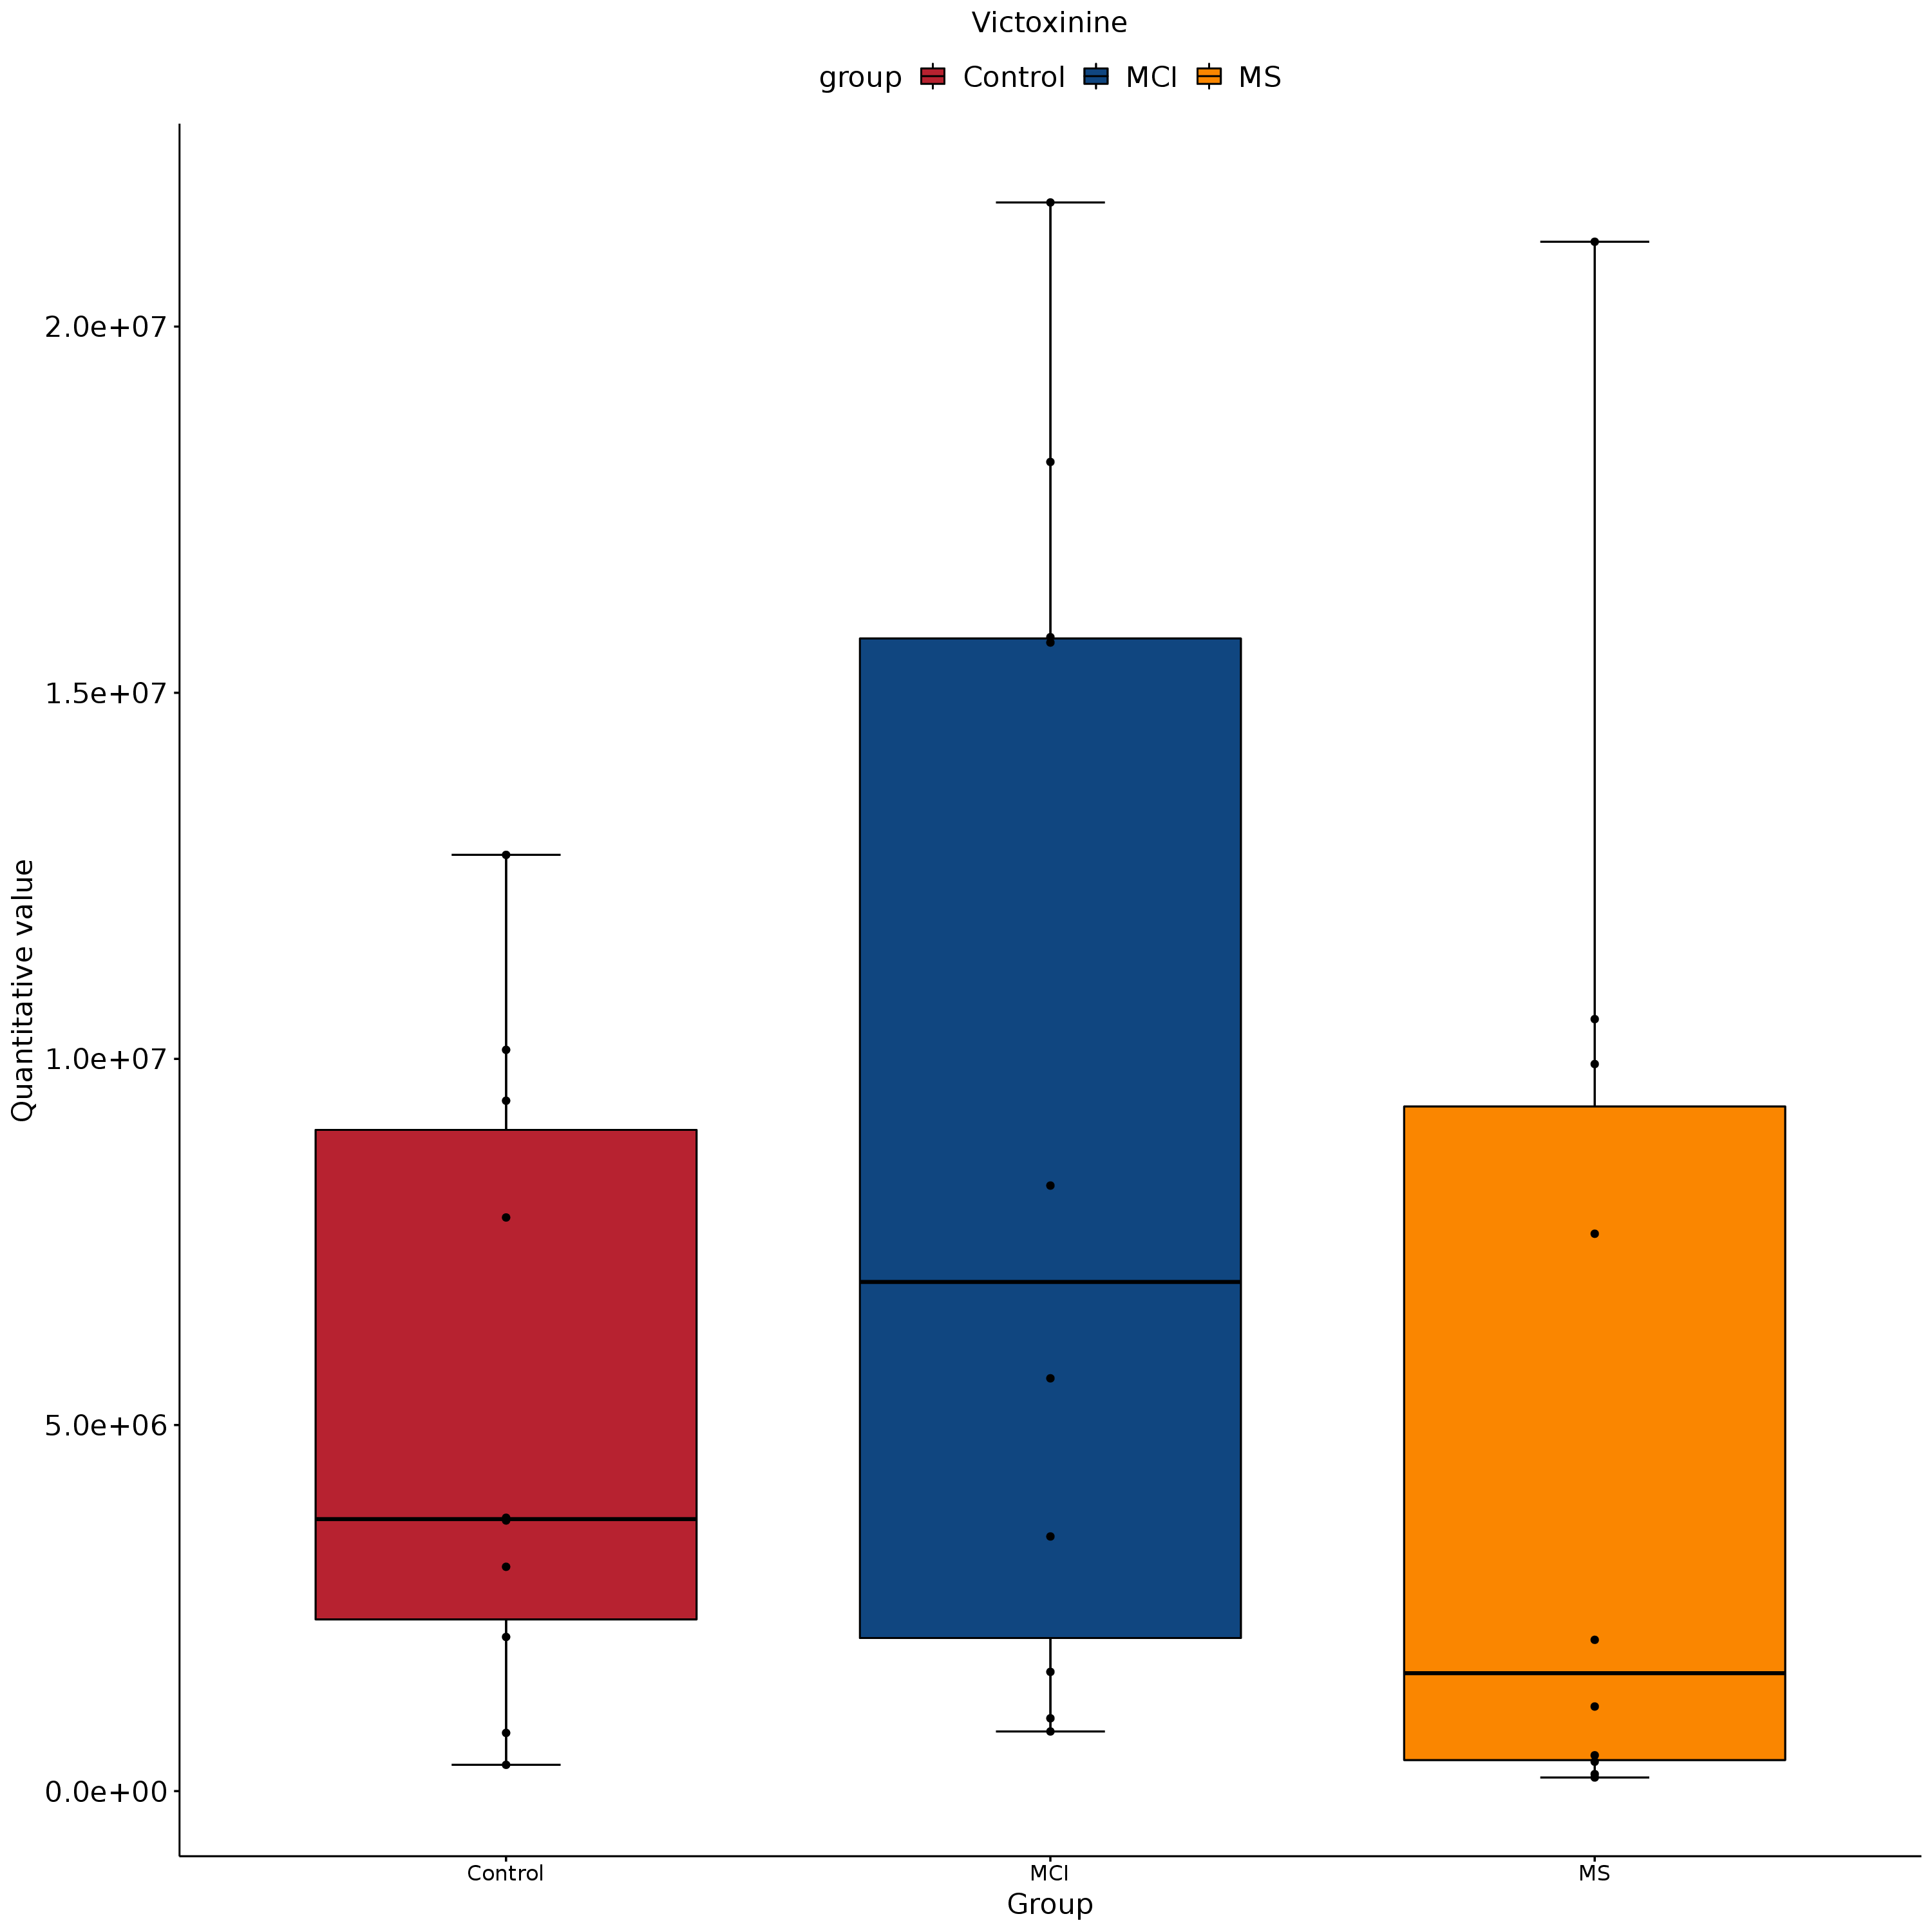 Victoxinine
group Control MCI MS
Quantitative value
2.0e+07
1.5e+07
1.0e+07
5.0e+06
0.0e+00
Control MCI MS
Group